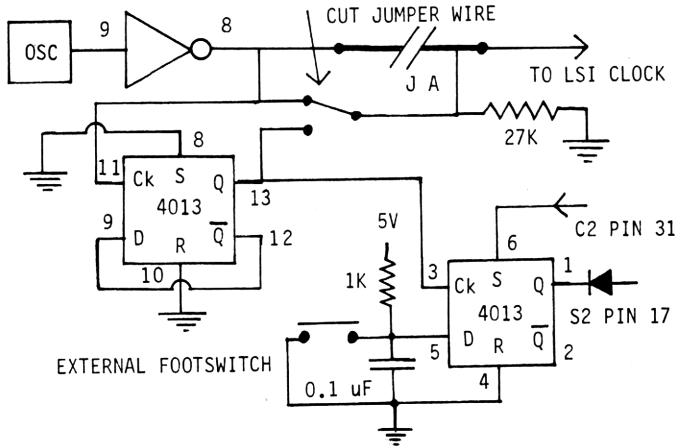 CUT JUMPER WIRE
OSC
9
8
J A
TO LSI CLOCK
27K
8
11
Ck S Q
13
4013
9
D R Q
12
10
5V
1K
C2 PIN 31
6
3
Ck S Q
1
4013
S2 PIN 17
5
D R Q
2
4
EXTERNAL FOOTSWITCH
0.1 uF